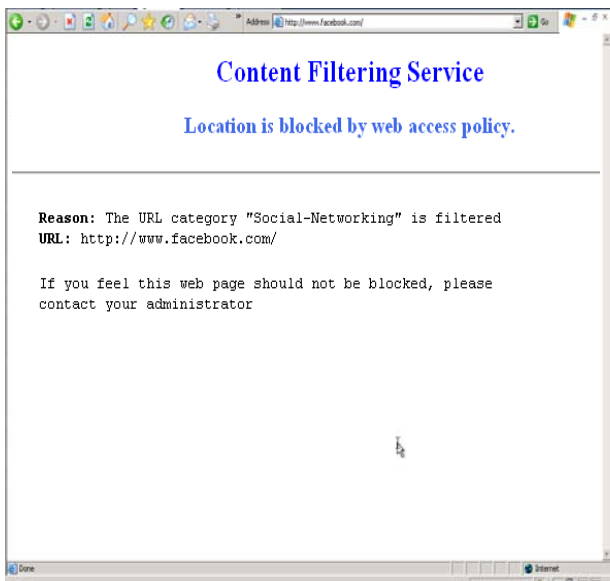 Address http://www.facebook.com/ Go
Content Filtering Service
Location is blocked by web access policy.
Reason: The URL category "Social-Networking" is filtered
URL: http://www.facebook.com/
If you feel this web page should not be blocked, please
contact your administrator
Done Internet